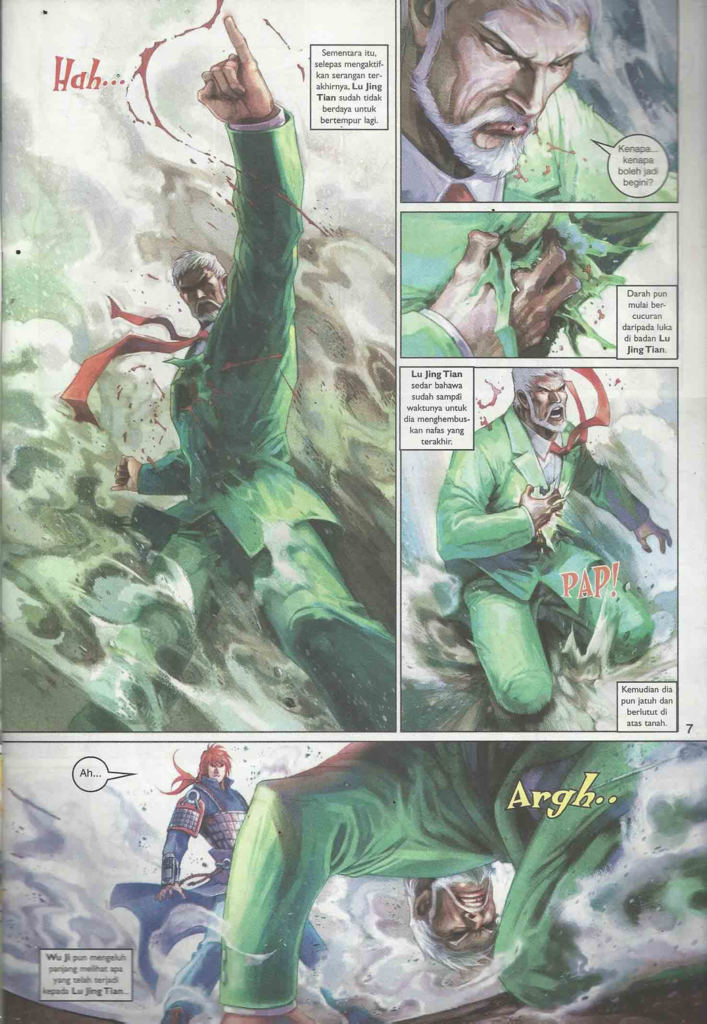 Hah...
Sementara itu,
selepas mengaktif-
kan serangan ter-
akhirnya, Lu Jing
Tian sudah tidak
berdaya untuk
bertempur lagi.
Kenapa...
kenapa
boleh jadi
begini?
Darah pun
mulai ber-
cucuran
daripada luka
di badan Lu
Jing Tian.
Lu Jing Tian
sedar bahawa
sudah sampai
waktunya untuk
dia menghembus-
kan nafas yang
terakhir.
PAP!
Kemudian dia
pun jatuh dan
berlutut di
atas tanah.
7
Ah...
Argh..
Wu Ji pun mengeluh
panjang melihat apa
yang telah terjadi
kepada Lu Jing Tian...